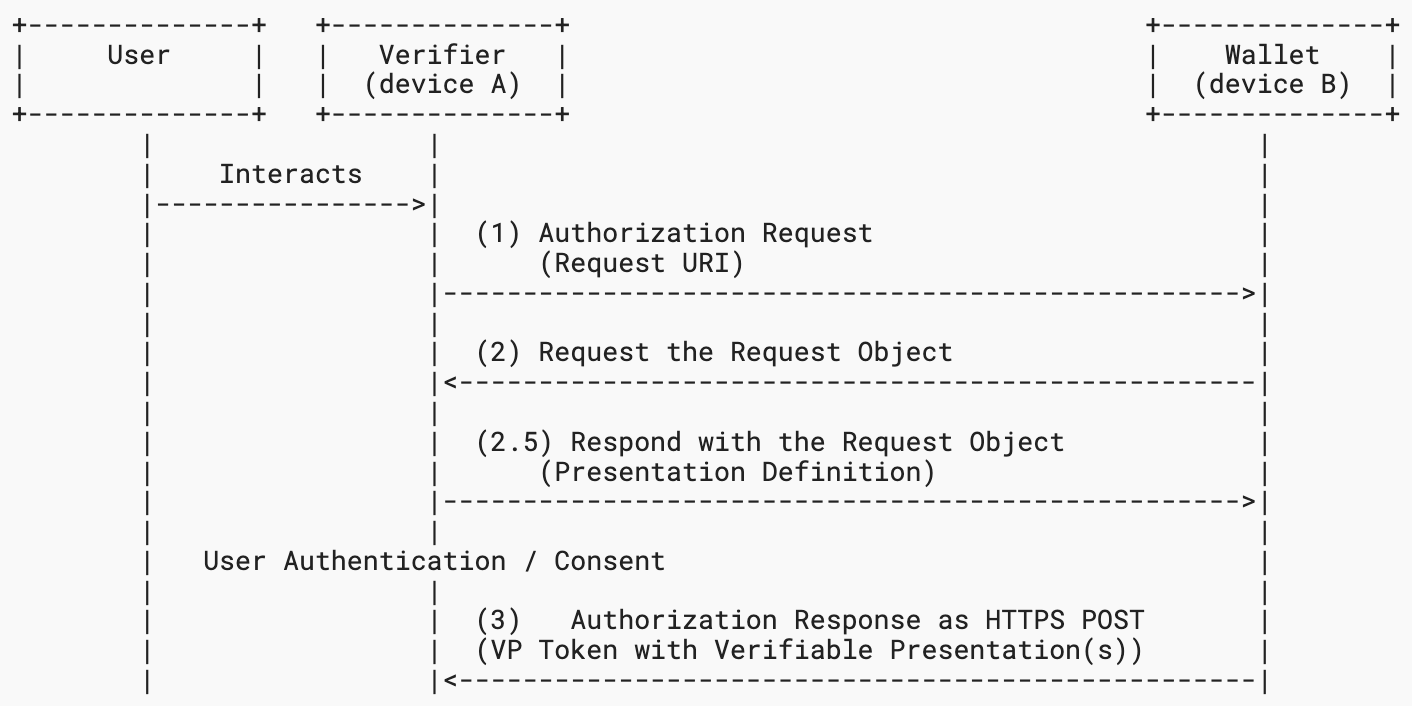 User Verifier Wallet
(device A) (device B)
Interacts
(1) Authorization Request
(Request URI)
(2) Request the Request Object
(2.5) Respond with the Request Object
(Presentation Definition)
User Authentication / Consent
(3) Authorization Response as HTTPS POST
(VP Token with Verifiable Presentation(s))